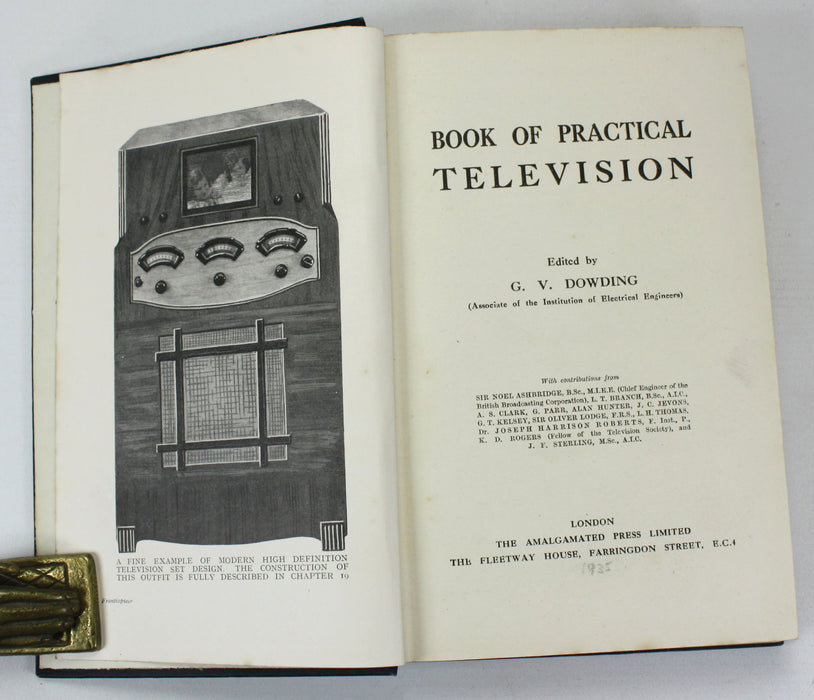 A FINE EXAMPLE OF MODERN HIGH DEFINITION
TELEVISION SET DESIGN. THE CONSTRUCTION OF
THIS OUTFIT IS FULLY DESCRIBED IN CHAPTER 19
Frontispiece
BOOK OF PRACTICAL
TELEVISION
Edited by
G. V. DOWDING
(Associate of the Institution of Electrical Engineers)
With contributions from
SIR NOEL ASHBRIDGE, B.Sc., M.I.E.E. (Chief Engineer of the
British Broadcasting Corporation), L. T. BRANCH, B.Sc., A.I.C.,
A. S. CLARK, G. PARR, ALAN HUNTER, J. C. JEVONS,
G. T. KELSEY, SIR OLIVER LODGE, F.R.S., L. H. THOMAS,
Dr. JOSEPH HARRISON ROBERTS, F. Inst., P.,
K. D. ROGERS (Fellow of the Television Society), and
J. F. STERLING, M.Sc., A.I.C.
LONDON
THE AMALGAMATED PRESS LIMITED
THE FLEETWAY HOUSE, FARRINGDON STREET, E.C.4
1935